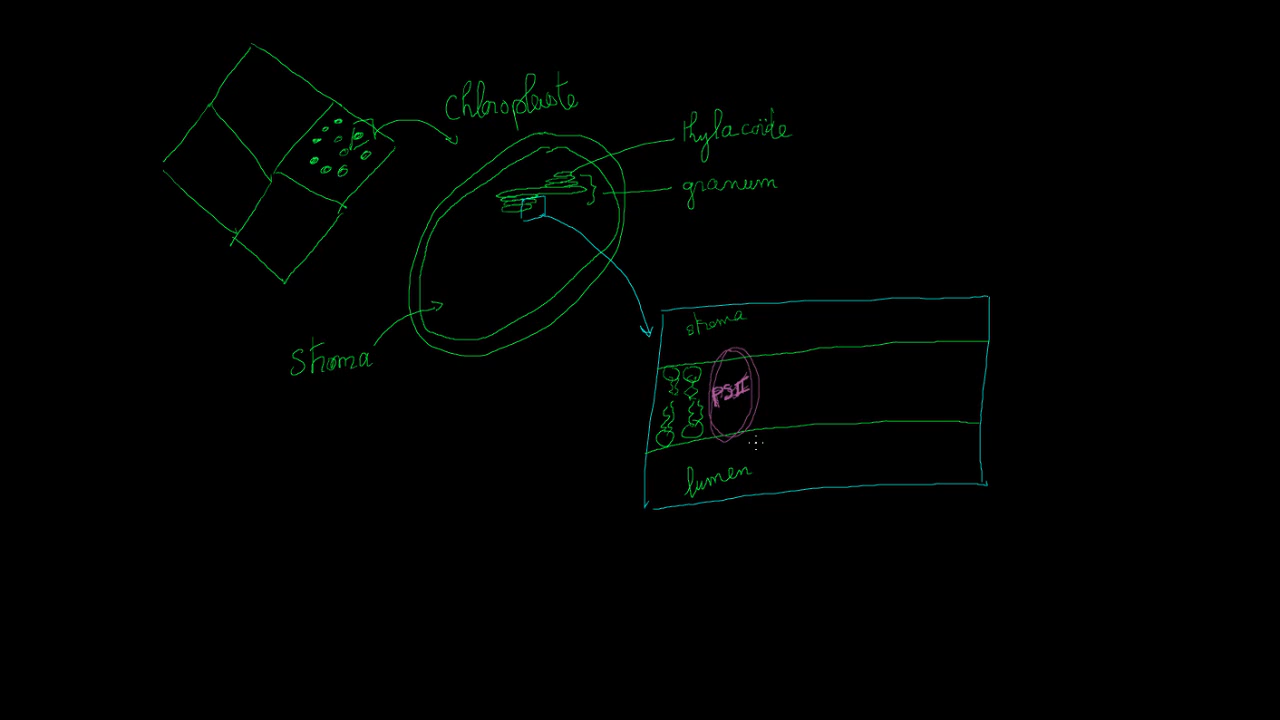 Chloroplaste
thylacoïde
granum
Stroma
stroma
PSII
lumen